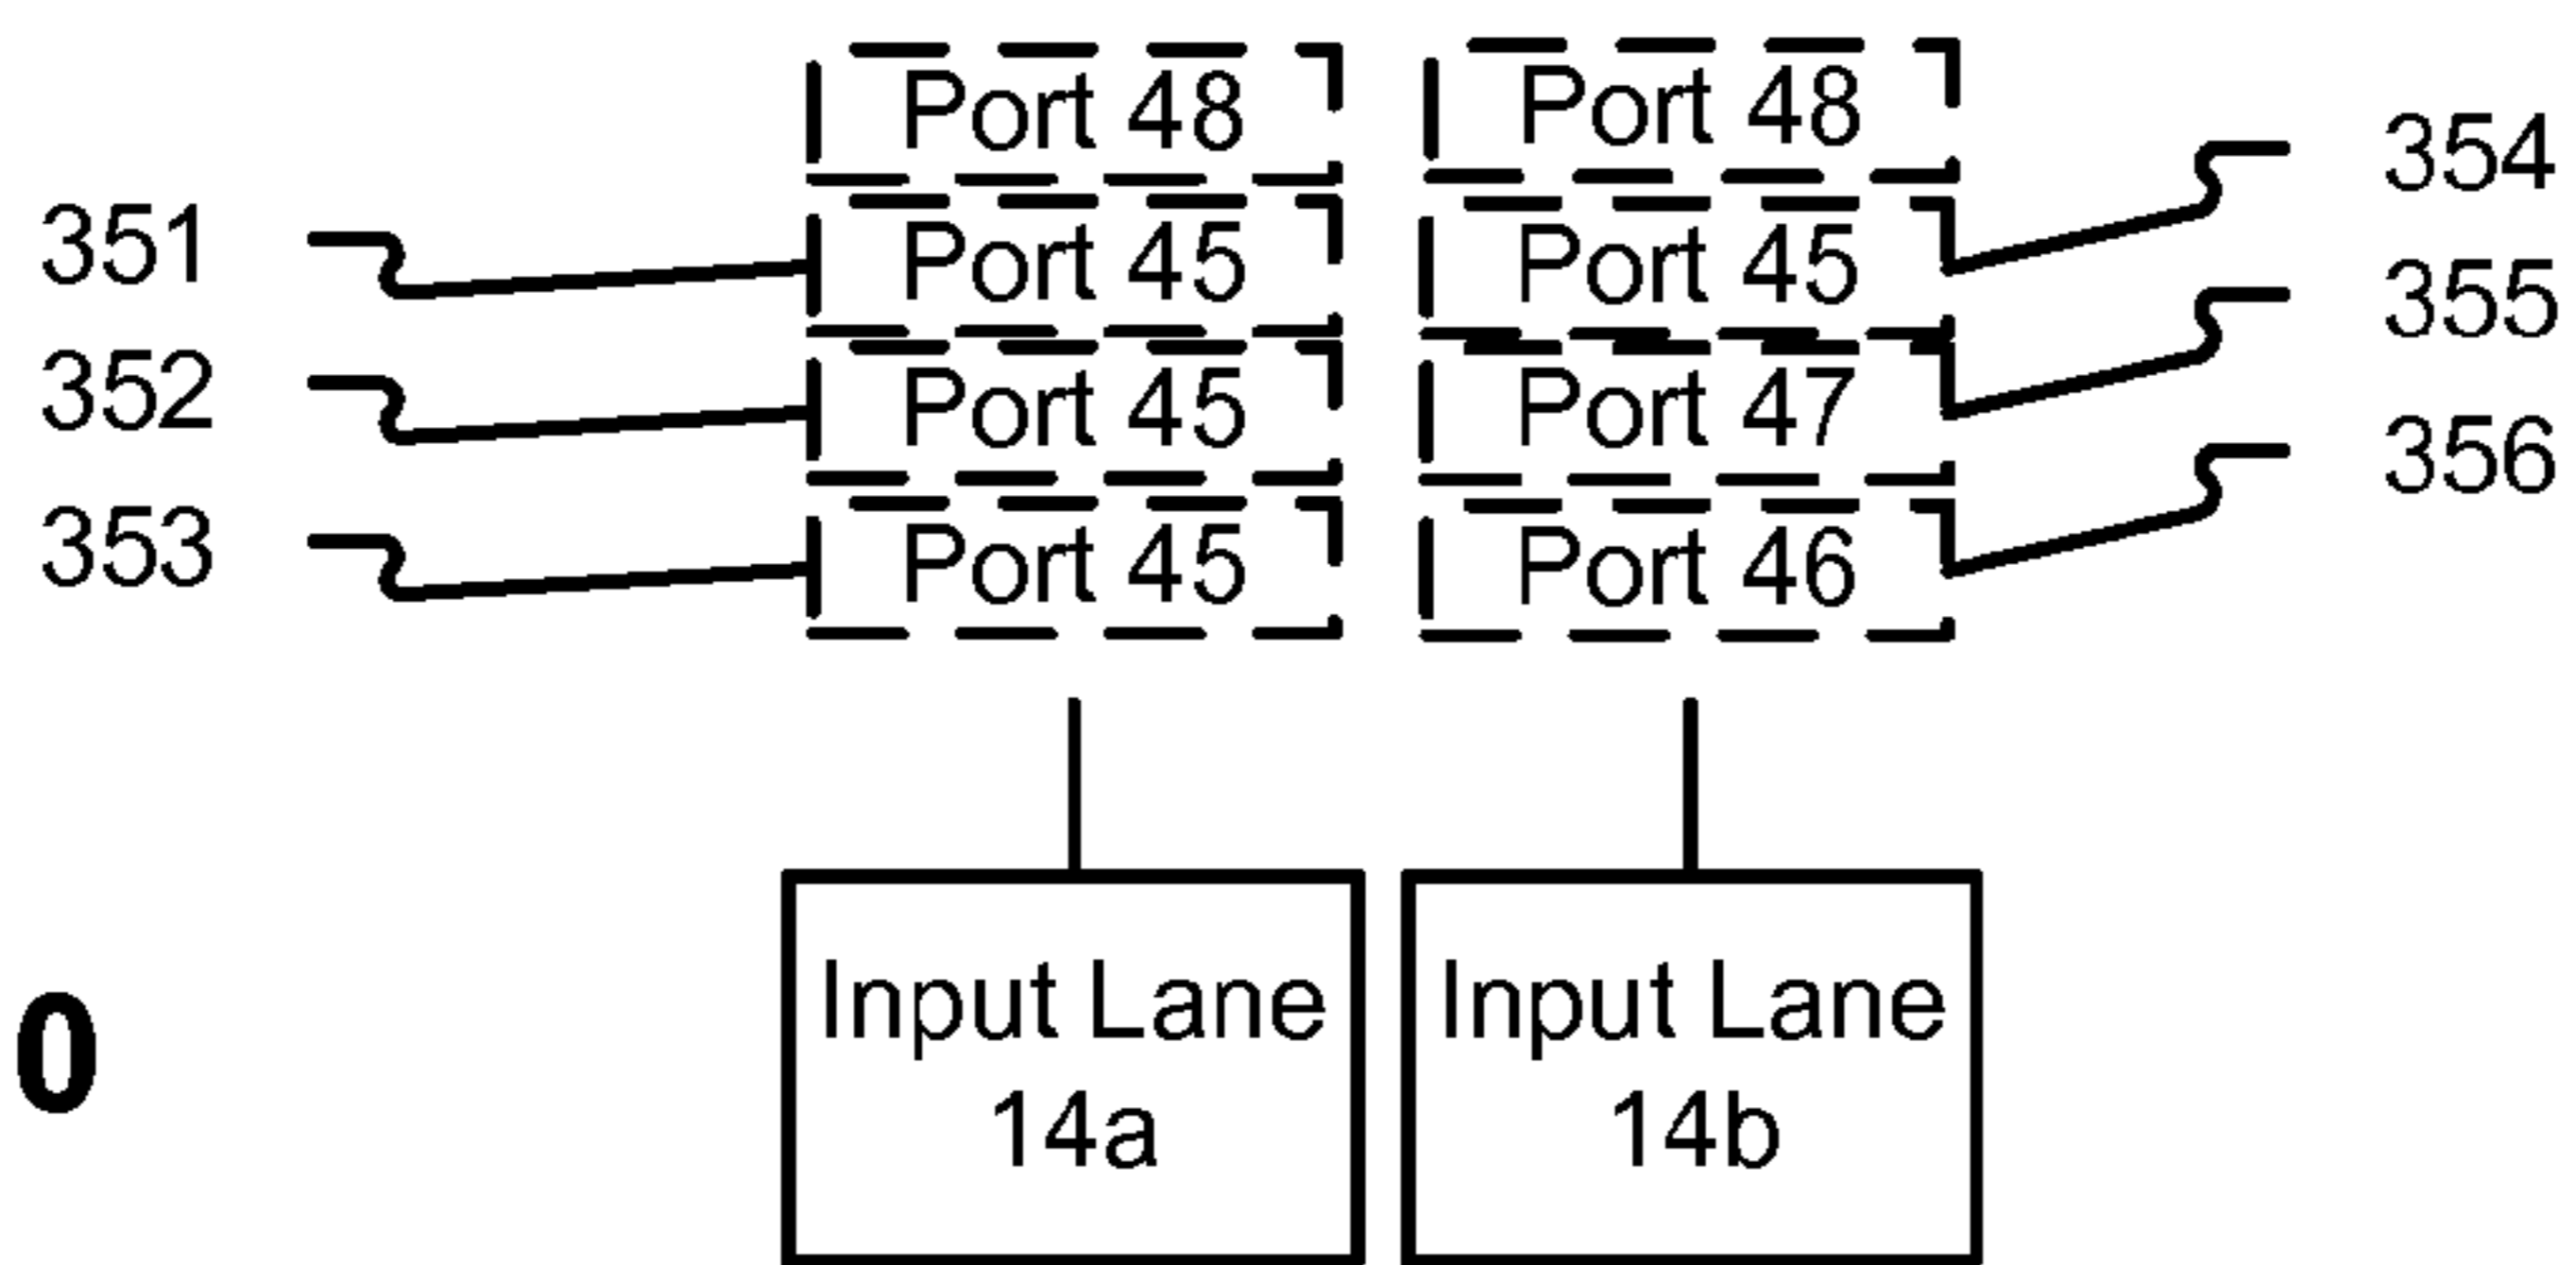 Port 48 Port 48
354
351 Port 45 Port 45
355
352 Port 45 Port 47
356
353 Port 45 Port 46
Input Lane 14a
Input Lane 14b
0